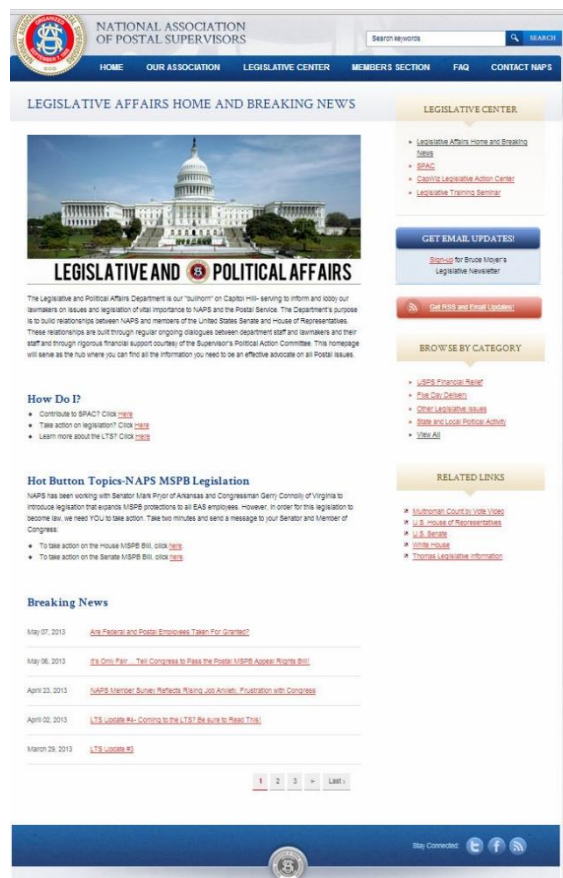 NATIONAL ASSOCIATION
OF POSTAL SUPERVISORS
Search keywords
SEARCH
HOME OUR ASSOCIATION LEGISLATIVE CENTER MEMBERS SECTION FAQ CONTACT NAPS
LEGISLATIVE AFFAIRS HOME AND BREAKING NEWS
LEGISLATIVE AND POLITICAL AFFAIRS
The Legislative and Political Affairs Department is our "bullhorn" on Capitol Hill- serving to inform and lobby our
lawmakers on issues and legislation of vital importance to NAPS and the Postal Service. The Department's purpose
is to build relationships between NAPS and members of the United States Senate and House of Representatives.
These relationships are built through regular ongoing dialogues between department staff and lawmakers and their
staff and through rigorous financial support courtesy of the Supervisor's Political Action Committee. This homepage
will serve as the hub where you can find all the information you need to be an effective advocate on all Postal issues.
How Do I?
Contribute to SPAC? Click Here
Take action on legislation? Click Here
Learn more about the LTS? Click Here
Hot Button Topics-NAPS MSPB Legislation
NAPS has been working with Senator Mark Pryor of Arkansas and Congressman Gerry Connolly of Virginia to
introduce legislation that expands MSPB protections to all EAS employees. However, in order for this legislation to
become law, we need YOU to take action. Take two minutes and send a message to your Senator and Member of
Congress:
To take action on the House MSPB Bill, click here.
To take action on the Senate MSPB Bill, click here.
Breaking News
May 07, 2013 Are Federal and Postal Employees Taken For Granted?
May 06, 2013 It's Only Fair ... Tell Congress to Pass the Postal MSPB Appeal Rights Bill!
April 23, 2013 NAPS Member Survey Reflects Rising Job Anxiety, Frustration with Congress
April 02, 2013 LTS Update #4- Coming to the LTS? Be sure to Read This!
March 29, 2013 LTS Update #3
1 2 3 » Last ›
LEGISLATIVE CENTER
Legislative Affairs Home and Breaking
News
SPAC
CapWiz Legislative Action Center
Legislative Training Seminar
GET EMAIL UPDATES!
Sign-up for Bruce Moyer's
Legislative Newsletter
Get RSS and Email Updates!
BROWSE BY CATEGORY
USPS Financial Relief
Five Day Delivery
Other Legislative Issues
State and Local Political Activity
View All
RELATED LINKS
Multnomah Count by Vote Video
U.S. House of Representatives
U.S. Senate
White House
Thomas Legislative Information
Stay Connected: